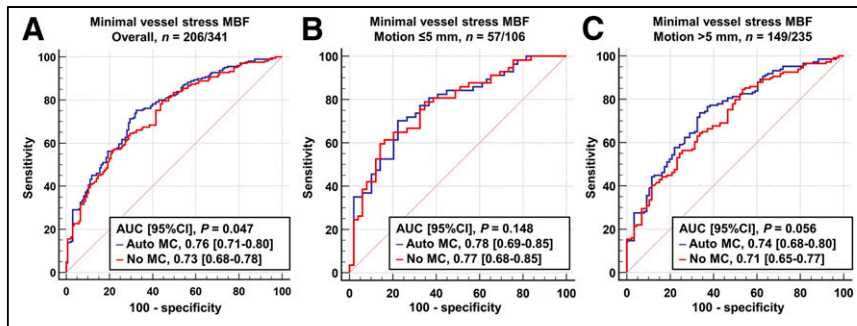 A
Minimal vessel stress MBF
Overall, n = 206/341
Sensitivity
100
80
60
40
20
0
AUC [95%CI], P = 0.047
Auto MC, 0.76 [0.71-0.80]
No MC, 0.73 [0.68-0.78]
0 20 40 60 80 100
100 - specificity
B
Minimal vessel stress MBF
Motion ≤5 mm, n = 57/106
Sensitivity
100
80
60
40
20
0
AUC [95%CI], P = 0.148
Auto MC, 0.78 [0.69-0.85]
No MC, 0.77 [0.68-0.85]
0 20 40 60 80 100
100 - specificity
C
Minimal vessel stress MBF
Motion >5 mm, n = 149/235
Sensitivity
100
80
60
40
20
0
AUC [95%CI], P = 0.056
Auto MC, 0.74 [0.68-0.80]
No MC, 0.71 [0.65-0.77]
0 20 40 60 80 100
100 - specificity